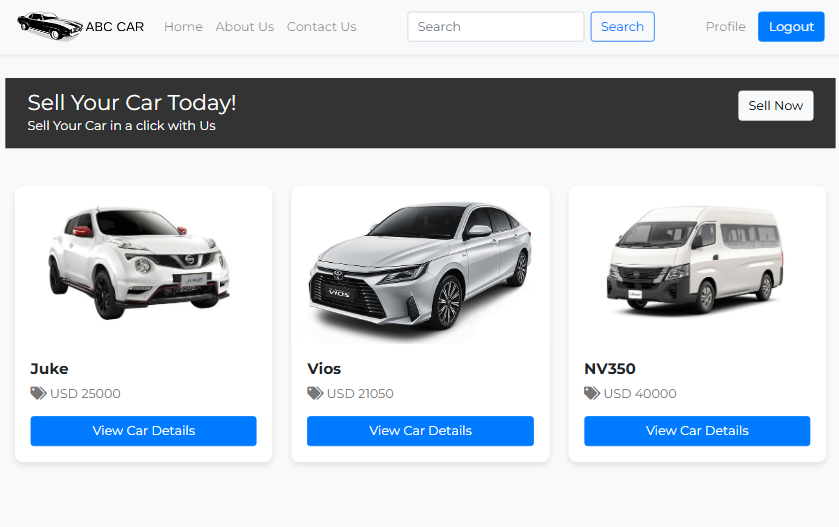 ABC CAR Home About Us Contact Us Search Search Profile Logout
Sell Your Car Today!
Sell Your Car in a click with Us
Sell Now
VIOS
Juke
USD 25000
View Car Details
Vios
USD 21050
View Car Details
NV350
USD 40000
View Car Details